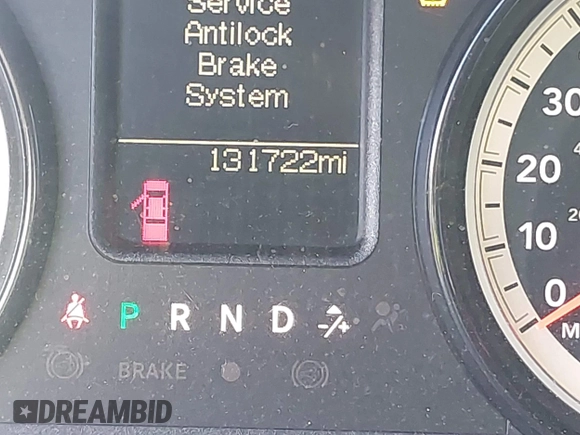 Service
Antilock
Brake
System
131722mi
30
20
10
0
P R N D
BRAKE
DREAMBID